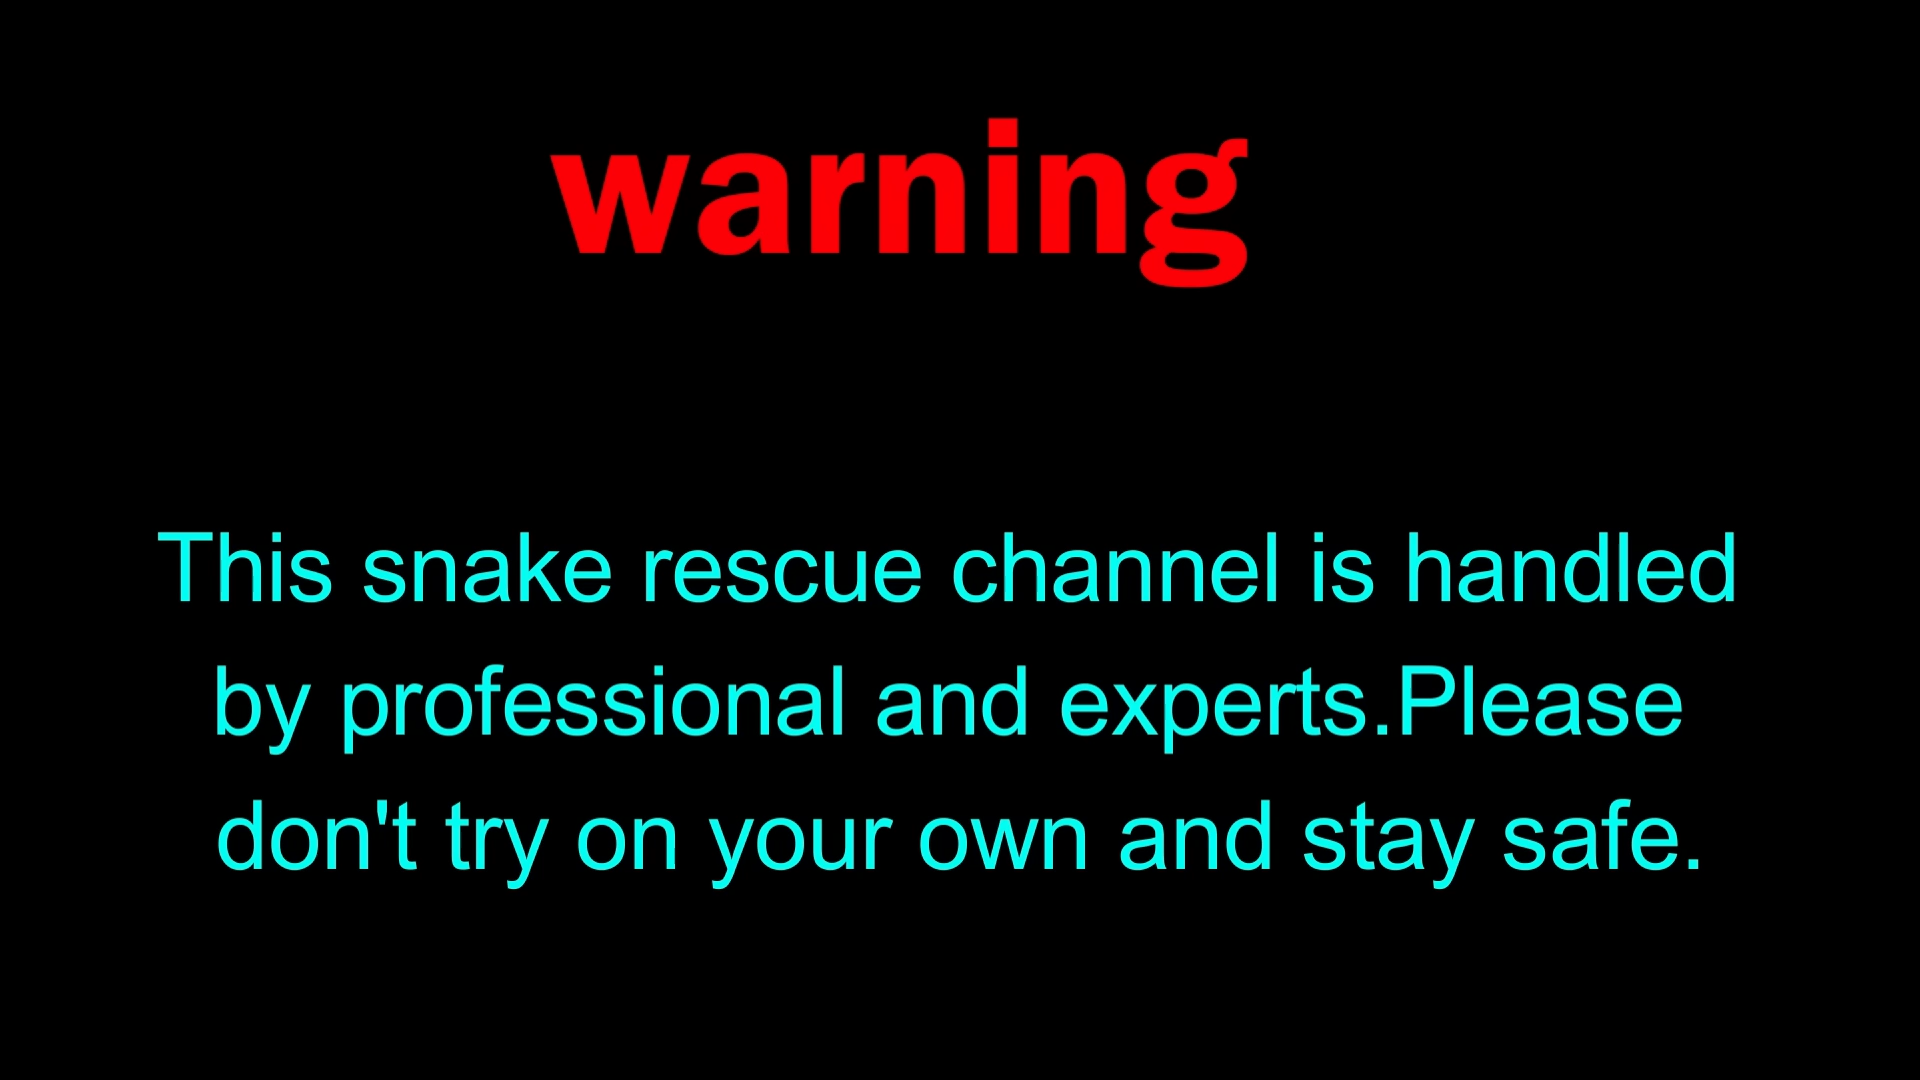 warning
This snake rescue channel is handled
by professional and experts.Please
don't try on your own and stay safe.